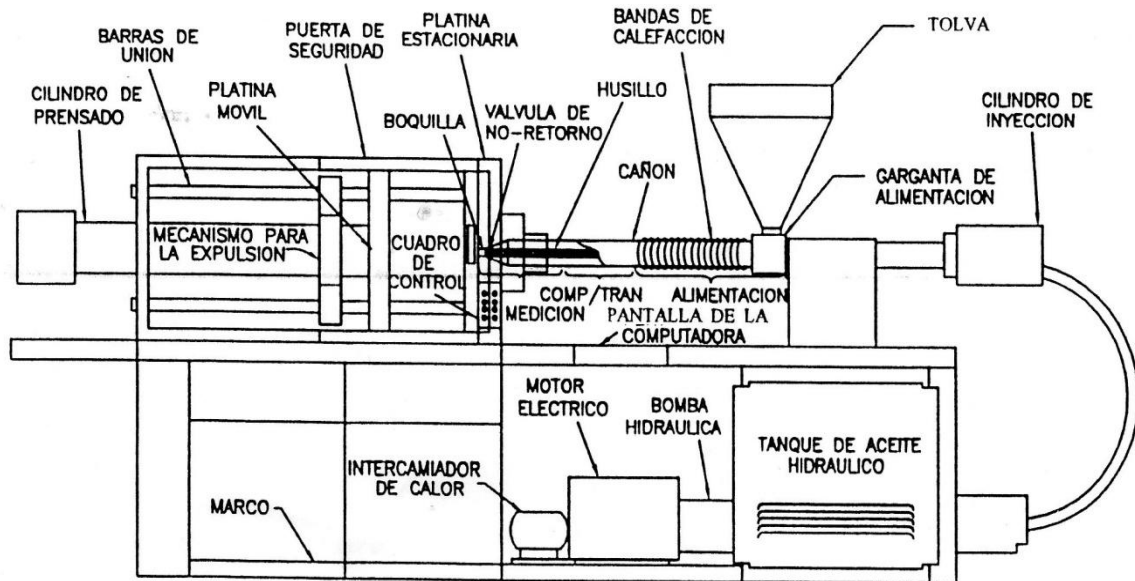 PLATINA
ESTACIONARIA
BARRAS DE
UNION
PUERTA DE
SEGURIDAD
BANDAS DE
CALEFACCION
TOLVA
CILINDRO DE
PRENSADO
PLATINA
MOVIL
BOQUILLA
VALVULA DE
NO-RETORNO
HUSILLO
CILINDRO DE
INYECCION
CAÑON
GARGANTA DE
ALIMENTACION
MECANISMO PARA
LA EXPULSION
CUADRO
DE
CONTROL
MEDICION
COMP/TRAN
ALIMENTACION
PANTALLA DE LA
COMPUTADORA
MOTOR
ELECTRICO
BOMBA
HIDRAULICA
TANQUE DE ACEITE
HIDRAULICO
INTERCAMIADOR
DE CALOR
MARCO